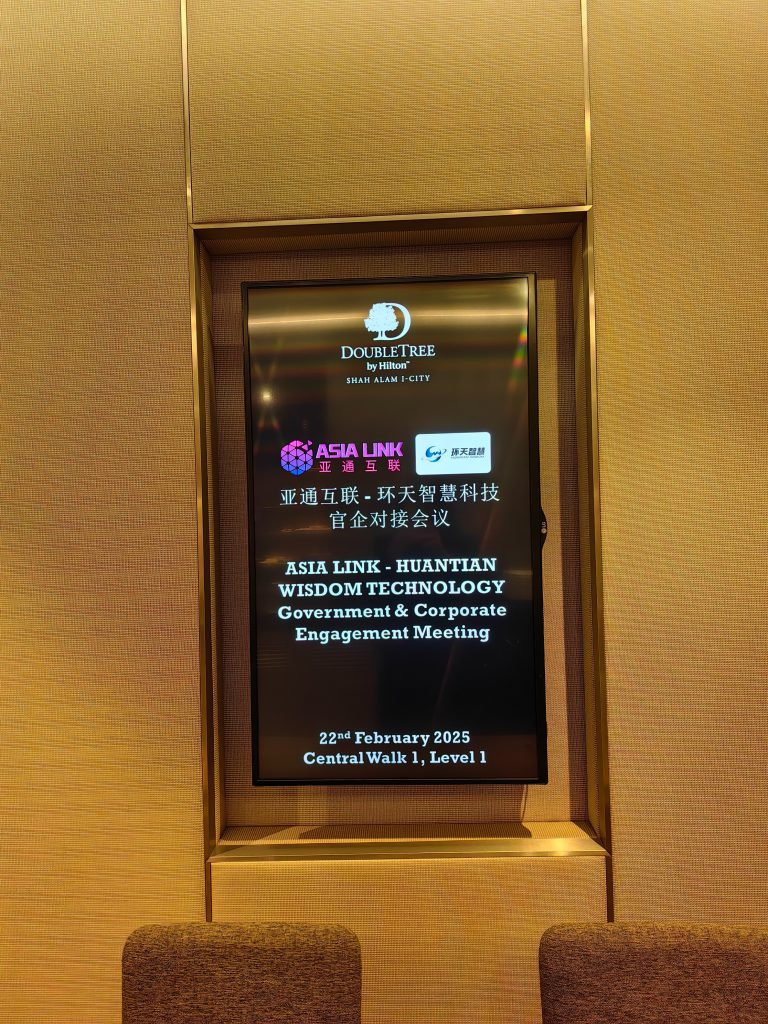 DOUBLETREE
by Hilton™
SHAH ALAM I-CITY
ASIA LINK
亚通互联
环天智慧
亚通互联 - 环天智慧科技
官企对接会议
ASIA LINK - HUANTIAN
WISDOM TECHNOLOGY
Government & Corporate
Engagement Meeting
22nd February 2025
Central Walk 1, Level 1
LG